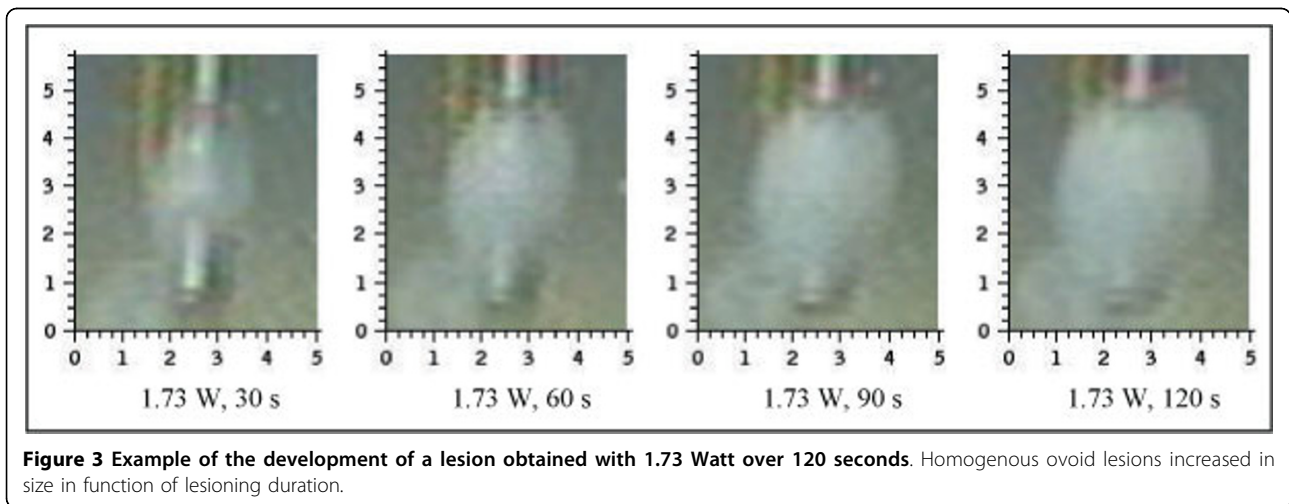 5
4
3
2
1
0
0 1 2 3 4 5
1.73 W, 30 s
5
4
3
2
1
0
0 1 2 3 4 5
1.73 W, 60 s
5
4
3
2
1
0
0 1 2 3 4 5
1.73 W, 90 s
5
4
3
2
1
0
0 1 2 3 4 5
1.73 W, 120 s
Figure 3 Example of the development of a lesion obtained with 1.73 Watt over 120 seconds. Homogenous ovoid lesions increased in
size in function of lesioning duration.